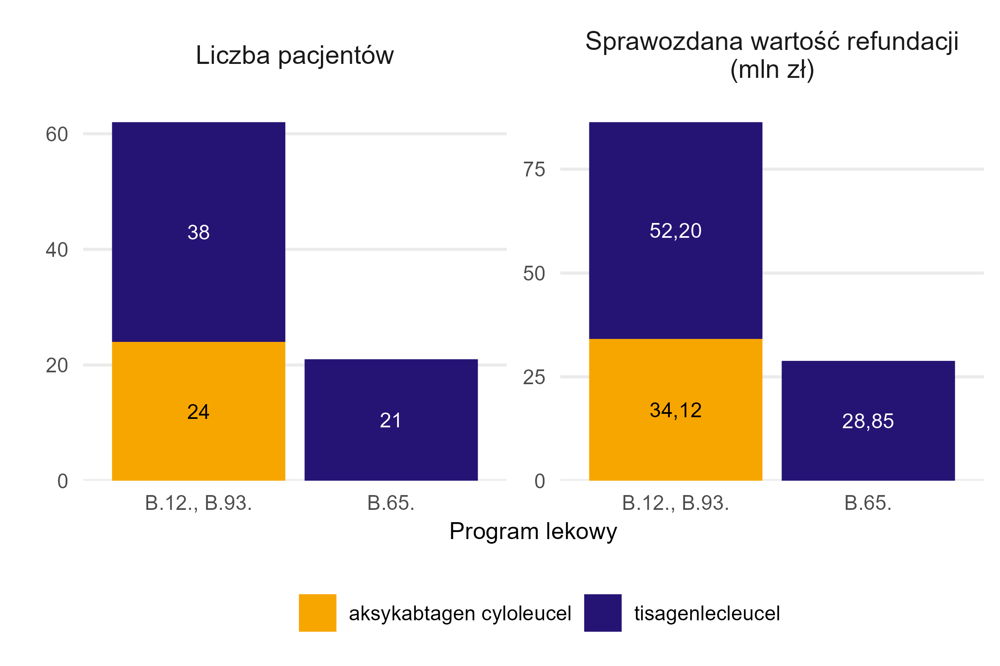 Liczba pacjentów
Sprawozdana wartość refundacji
(mln zł)
60
40
20
0
38
24
21
B.12., B.93.
B.65.
75
50
25
0
52,20
34,12
28,85
B.12., B.93.
B.65.
Program lekowy
aksykabtagen cyloleucel
tisagenlecleucel